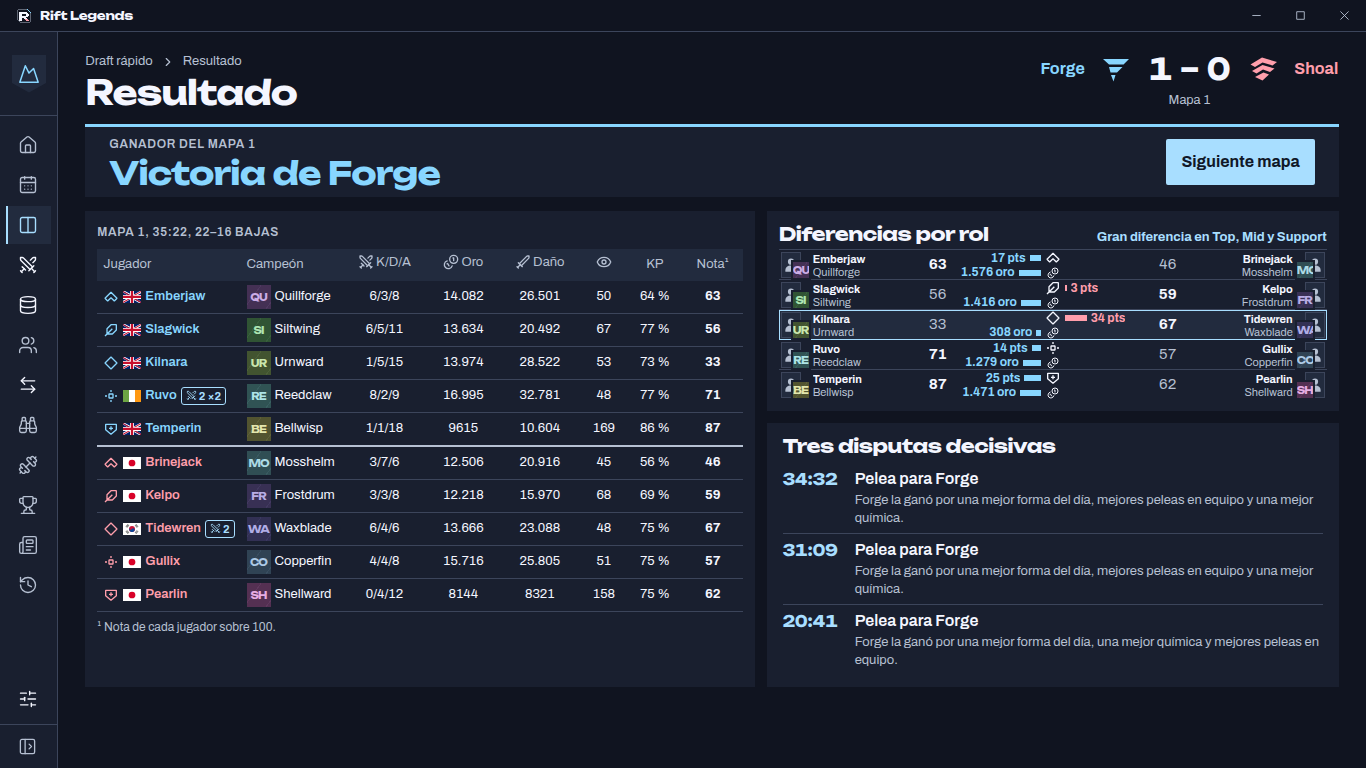 Rift Legends
Draft rápido > Resultado
Resultado
Forge 1 – 0 Shoal
Mapa 1
GANADOR DEL MAPA 1
Victoria de Forge
Siguiente mapa
MAPA 1, 35:22, 22–16 BAJAS
Jugador Campeón K/D/A Oro Daño KP Nota¹
Emberjaw QU Quillforge 6/3/8 14.082 26.501 50 64 % 63
Slagwick SI Siltwing 6/5/11 13.634 20.492 67 77 % 56
Kilnara UR Urnward 1/5/15 13.974 28.522 53 73 % 33
Ruvo 2 ×2 RE Reedclaw 8/2/9 16.995 32.781 48 77 % 71
Temperin BE Bellwisp 1/1/18 9615 10.604 169 86 % 87
Brinejack MO Mosshelm 3/7/6 12.506 20.916 45 56 % 46
Kelpo FR Frostdrum 3/3/8 12.218 15.970 68 69 % 59
Tidewren 2 WA Waxblade 6/4/6 13.666 23.088 48 75 % 67
Gullix CO Copperfin 4/4/8 15.716 25.805 51 75 % 57
Pearlin SH Shellward 0/4/12 8144 8321 158 75 % 62
¹ Nota de cada jugador sobre 100.
Diferencias por rol
Gran diferencia en Top, Mid y Support
Emberjaw 17 pts Brinejack
QU Quillforge 63 1.576 oro 46 Mosshelm
Slagwick 3 pts Kelpo
SI Siltwing 56 1.416 oro 59 Frostdrum FR
Kilnara 34 pts Tidewren
UR Urnward 33 308 oro 67 Waxblade
Ruvo 14 pts Gullix
RE Reedclaw 71 1.279 oro 57 Copperfin
Temperin 25 pts Pearlin
BE Bellwisp 87 1.471 oro 62 Shellward SH
Tres disputas decisivas
34:32 Pelea para Forge
Forge la ganó por una mejor forma del día, mejores peleas en equipo y una mejor
química.
31:09 Pelea para Forge
Forge la ganó por una mejor forma del día, mejores peleas en equipo y una mejor
química.
20:41 Pelea para Forge
Forge la ganó por una mejor forma del día, una mejor química y mejores peleas en
equipo.